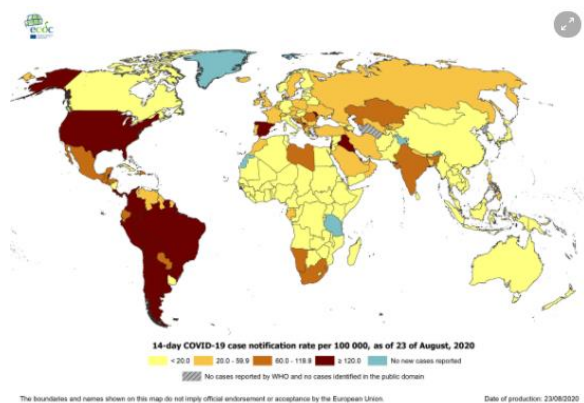 ecdc
14-day COVID-19 case notification rate per 100 000, as of 23 of August, 2020
< 20.0 20.0 - 59.9 60.0 - 119.9 ≥ 120.0 No new cases reported
No cases reported by WHO and no cases identified in the public domain
The boundaries and names shown on this map do not imply official endorsement or acceptance by the European Union. Date of production: 23/08/2020